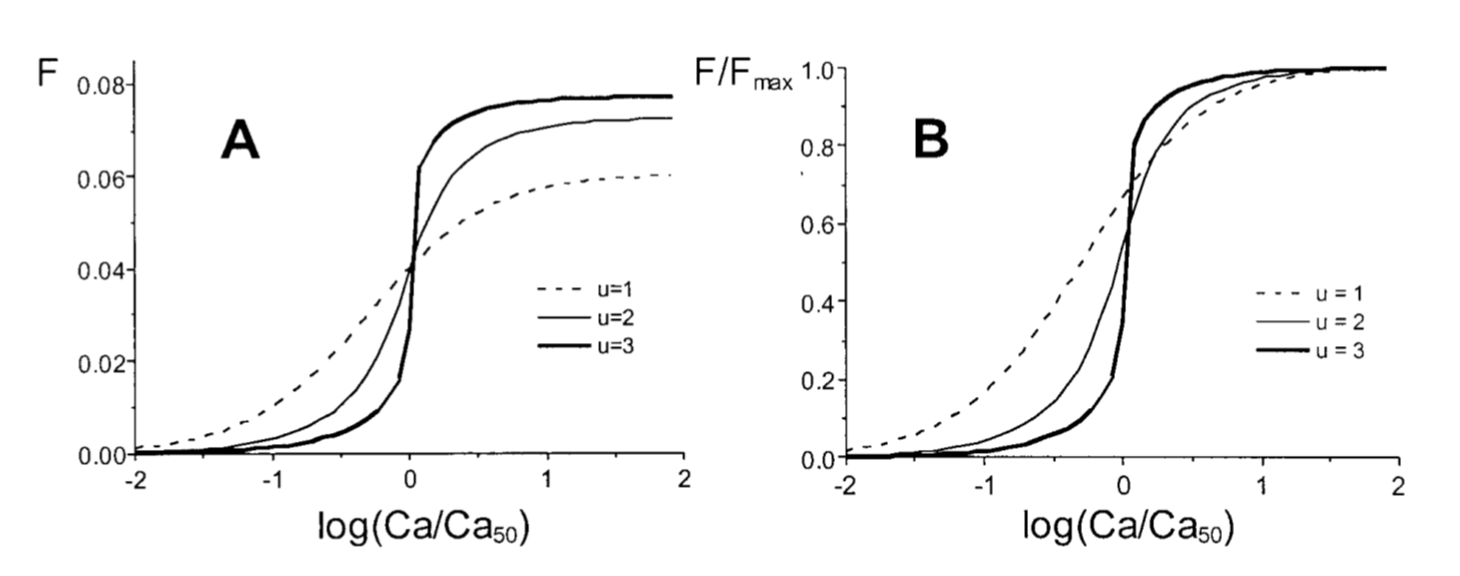 F
0.08
0.06
0.04
0.02
0.00
A
u=1
u=2
u=3
-2 -1 0 1 2
log(Ca/Ca50)
F/Fmax
1.0
0.8
0.6
0.4
0.2
0.0
B
u = 1
u = 2
u = 3
-2 -1 0 1 2
log(Ca/Ca50)